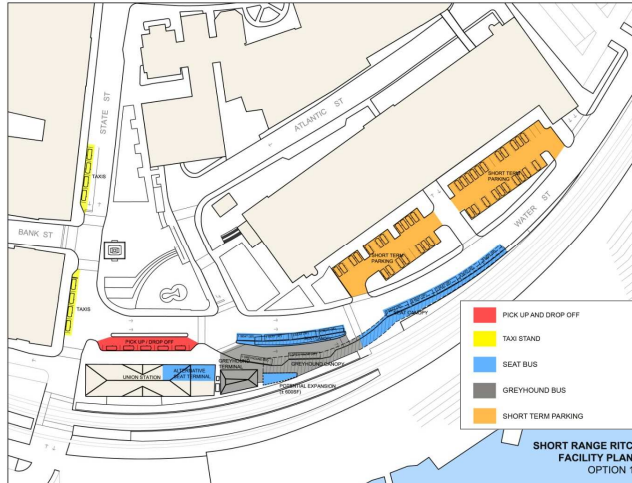 STATE ST
ATLANTIC ST
TAXIS
SHORT TERM
PARKING
WATER ST
BANK ST
SHORT TERM
PARKING
TAXIS
SEAT CANOPY
PICK UP / DROP OFF
GREYHOUND
TERMINAL
GREYHOUND CANOPY
ALTERNATIVE
SEAT TERMINAL
UNION STATION
POTENTIAL EXPANSION
(± 600SF)
PICK UP AND DROP OFF
TAXI STAND
SEAT BUS
GREYHOUND BUS
SHORT TERM PARKING
SHORT RANGE RITC
FACILITY PLAN
OPTION 1